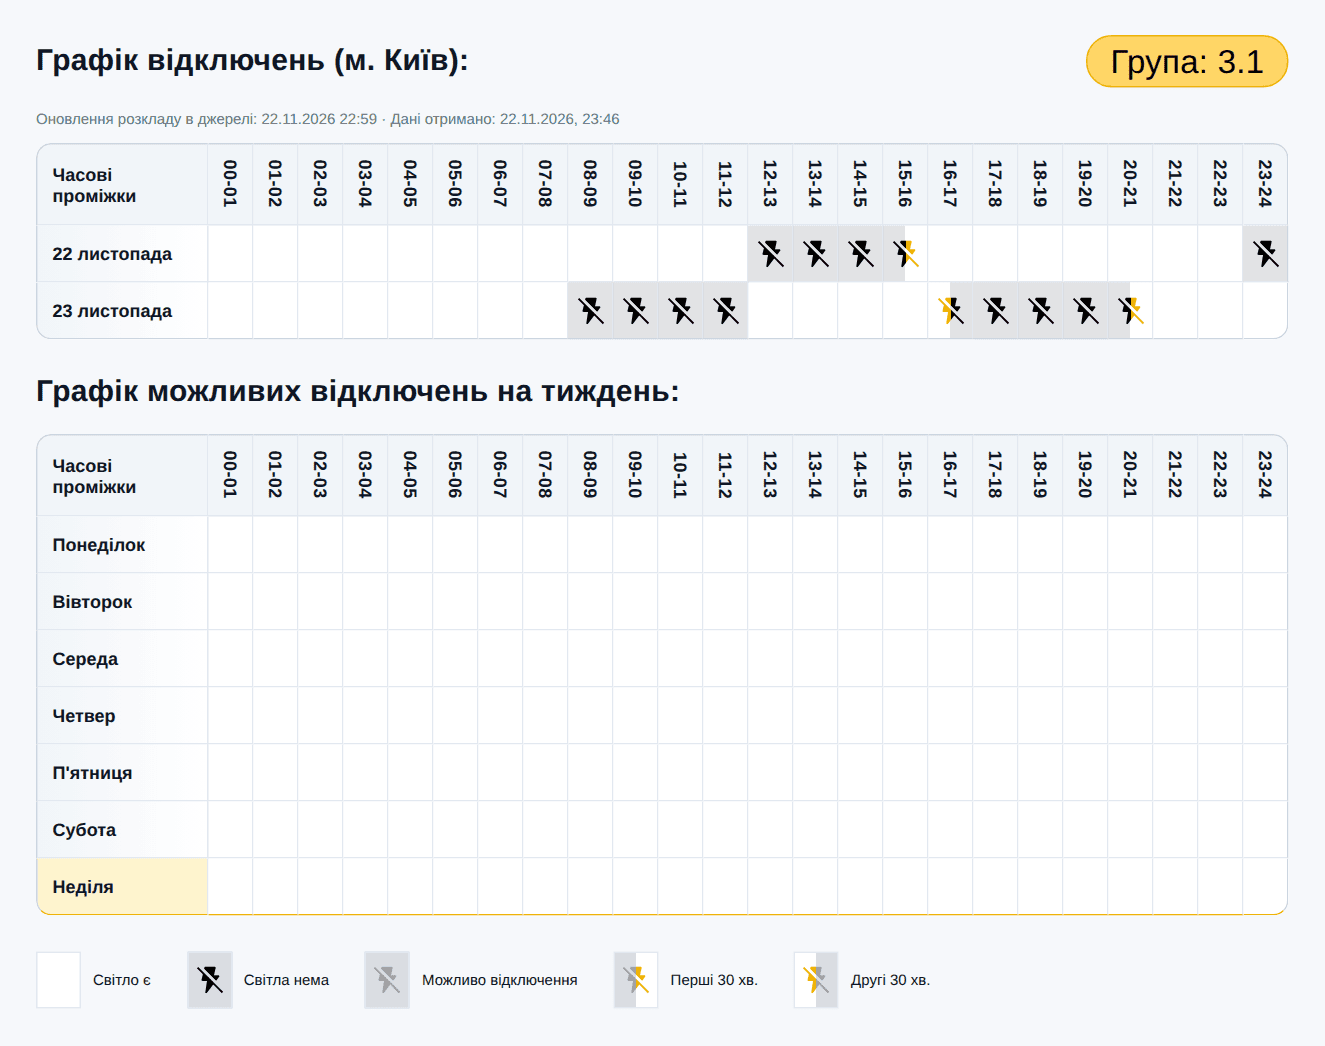 Графік відключень (м. Київ):
Група: 3.1
Оновлення розкладу в джерелі: 22.11.2026 22:59 · Дані отримано: 22.11.2026, 23:46
Часові проміжки 00-01 01-02 02-03 03-04 04-05 05-06 06-07 07-08 08-09 09-10 10-11 11-12 12-13 13-14 14-15 15-16 16-17 17-18 18-19 19-20 20-21 21-22 22-23 23-24
22 листопада
23 листопада
Графік можливих відключень на тиждень:
Часові проміжки 00-01 01-02 02-03 03-04 04-05 05-06 06-07 07-08 08-09 09-10 10-11 11-12 12-13 13-14 14-15 15-16 16-17 17-18 18-19 19-20 20-21 21-22 22-23 23-24
Понеділок
Вівторок
Середа
Четвер
П'ятниця
Субота
Неділя
Світло є Світла нема Можливо відключення Перші 30 хв. Другі 30 хв.